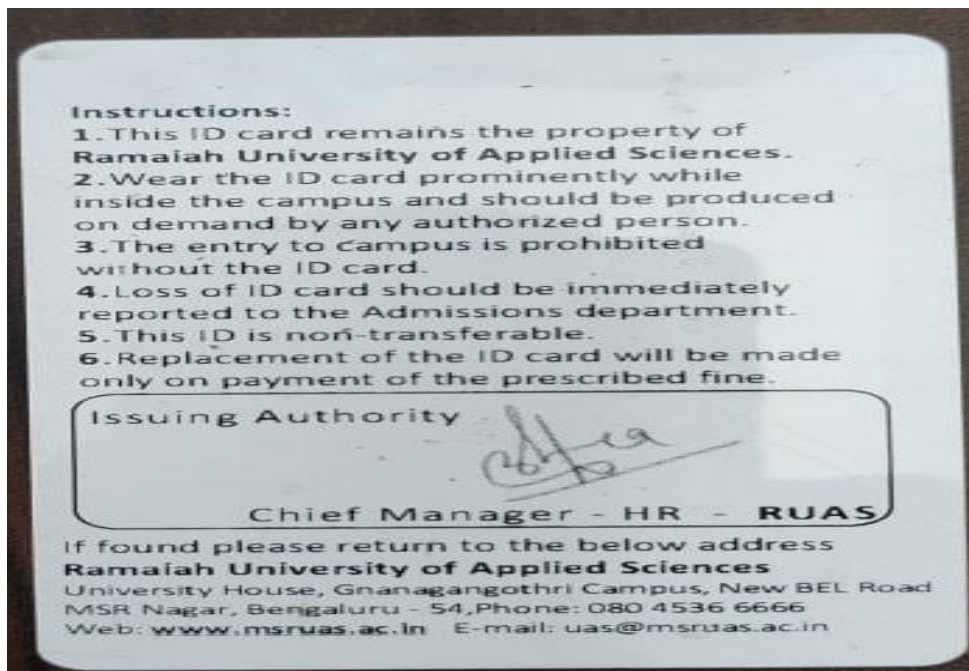 Instructions:
1.This ID card remains the property of
Ramaiah University of Applied Sciences.
2.Wear the ID card prominently while
inside the campus and should be produced
on demand by any authorized person.
3.The entry to campus is prohibited
without the ID card.
4.Loss of ID card should be immediately
reported to the Admissions department.
5.This ID is non-transferable.
6.Replacement of the ID card will be made
only on payment of the prescribed fine.
Issuing Authority
Chief Manager - HR - RUAS
If found please return to the below address
Ramaiah University of Applied Sciences
University House, Gnanagangothri Campus, New BEL Road
MSR Nagar, Bengaluru - 54,Phone: 080 4536 6666
Web: www.msruas.ac.in E-mail: uas@msruas.ac.in